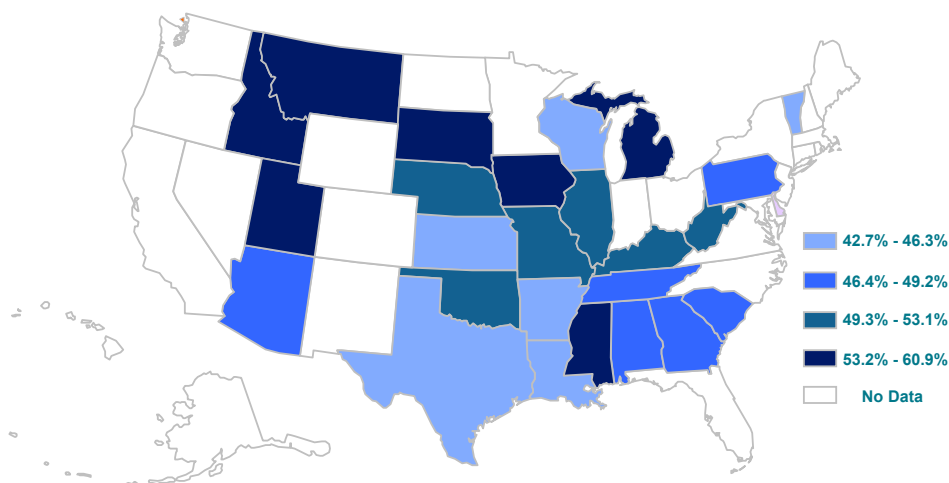 42.7% - 46.3%
46.4% - 49.2%
49.3% - 53.1%
53.2% - 60.9%
No Data